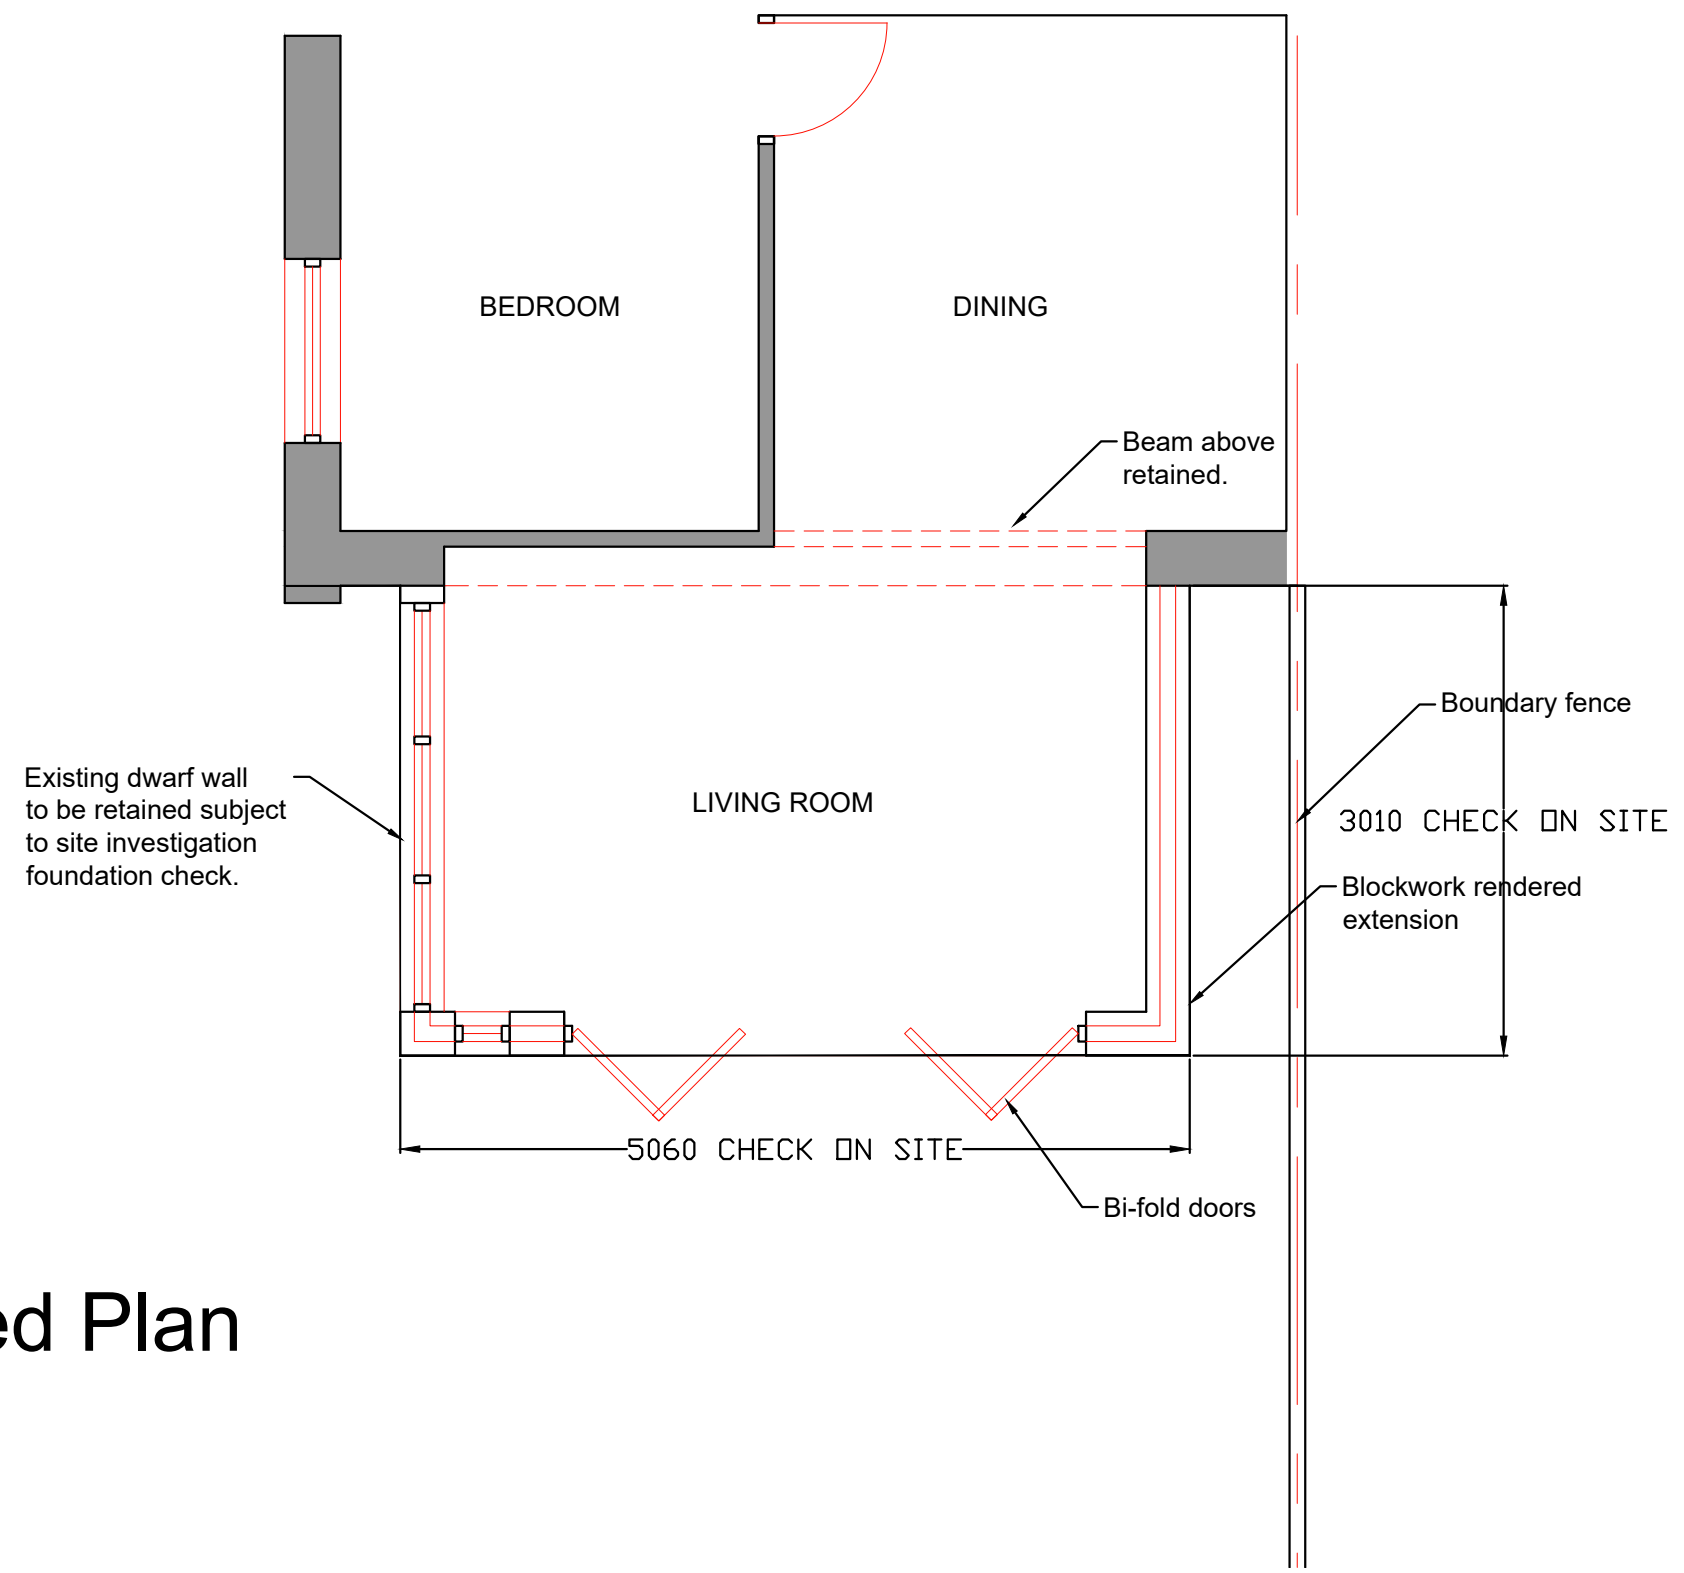 BEDROOM
DINING
Beam above
retained.
Boundary fence
Existing dwarf wall
to be retained subject
to site investigation
foundation check.
LIVING ROOM
3010 CHECK ON SITE
Blockwork rendered
extension
5060 CHECK ON SITE
Bi-fold doors
ed Plan